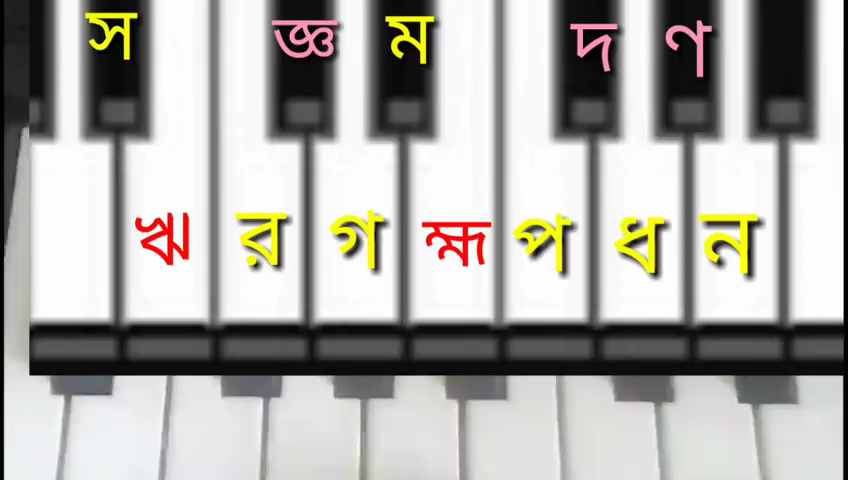 স জ্ঞ ম দ ণ
ঋ র গ হ্ম প ধ ন